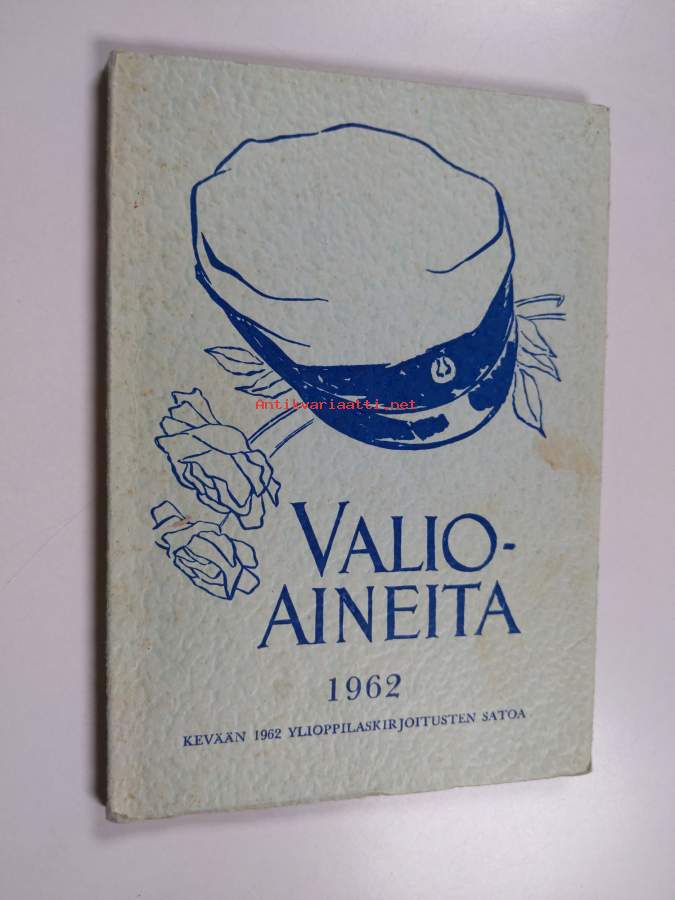 Antikvariaatti.net
VALIO-
AINEITA
1962
KEVÄÄN 1962 YLIOPPILASKIRJOITUSTEN SATOA